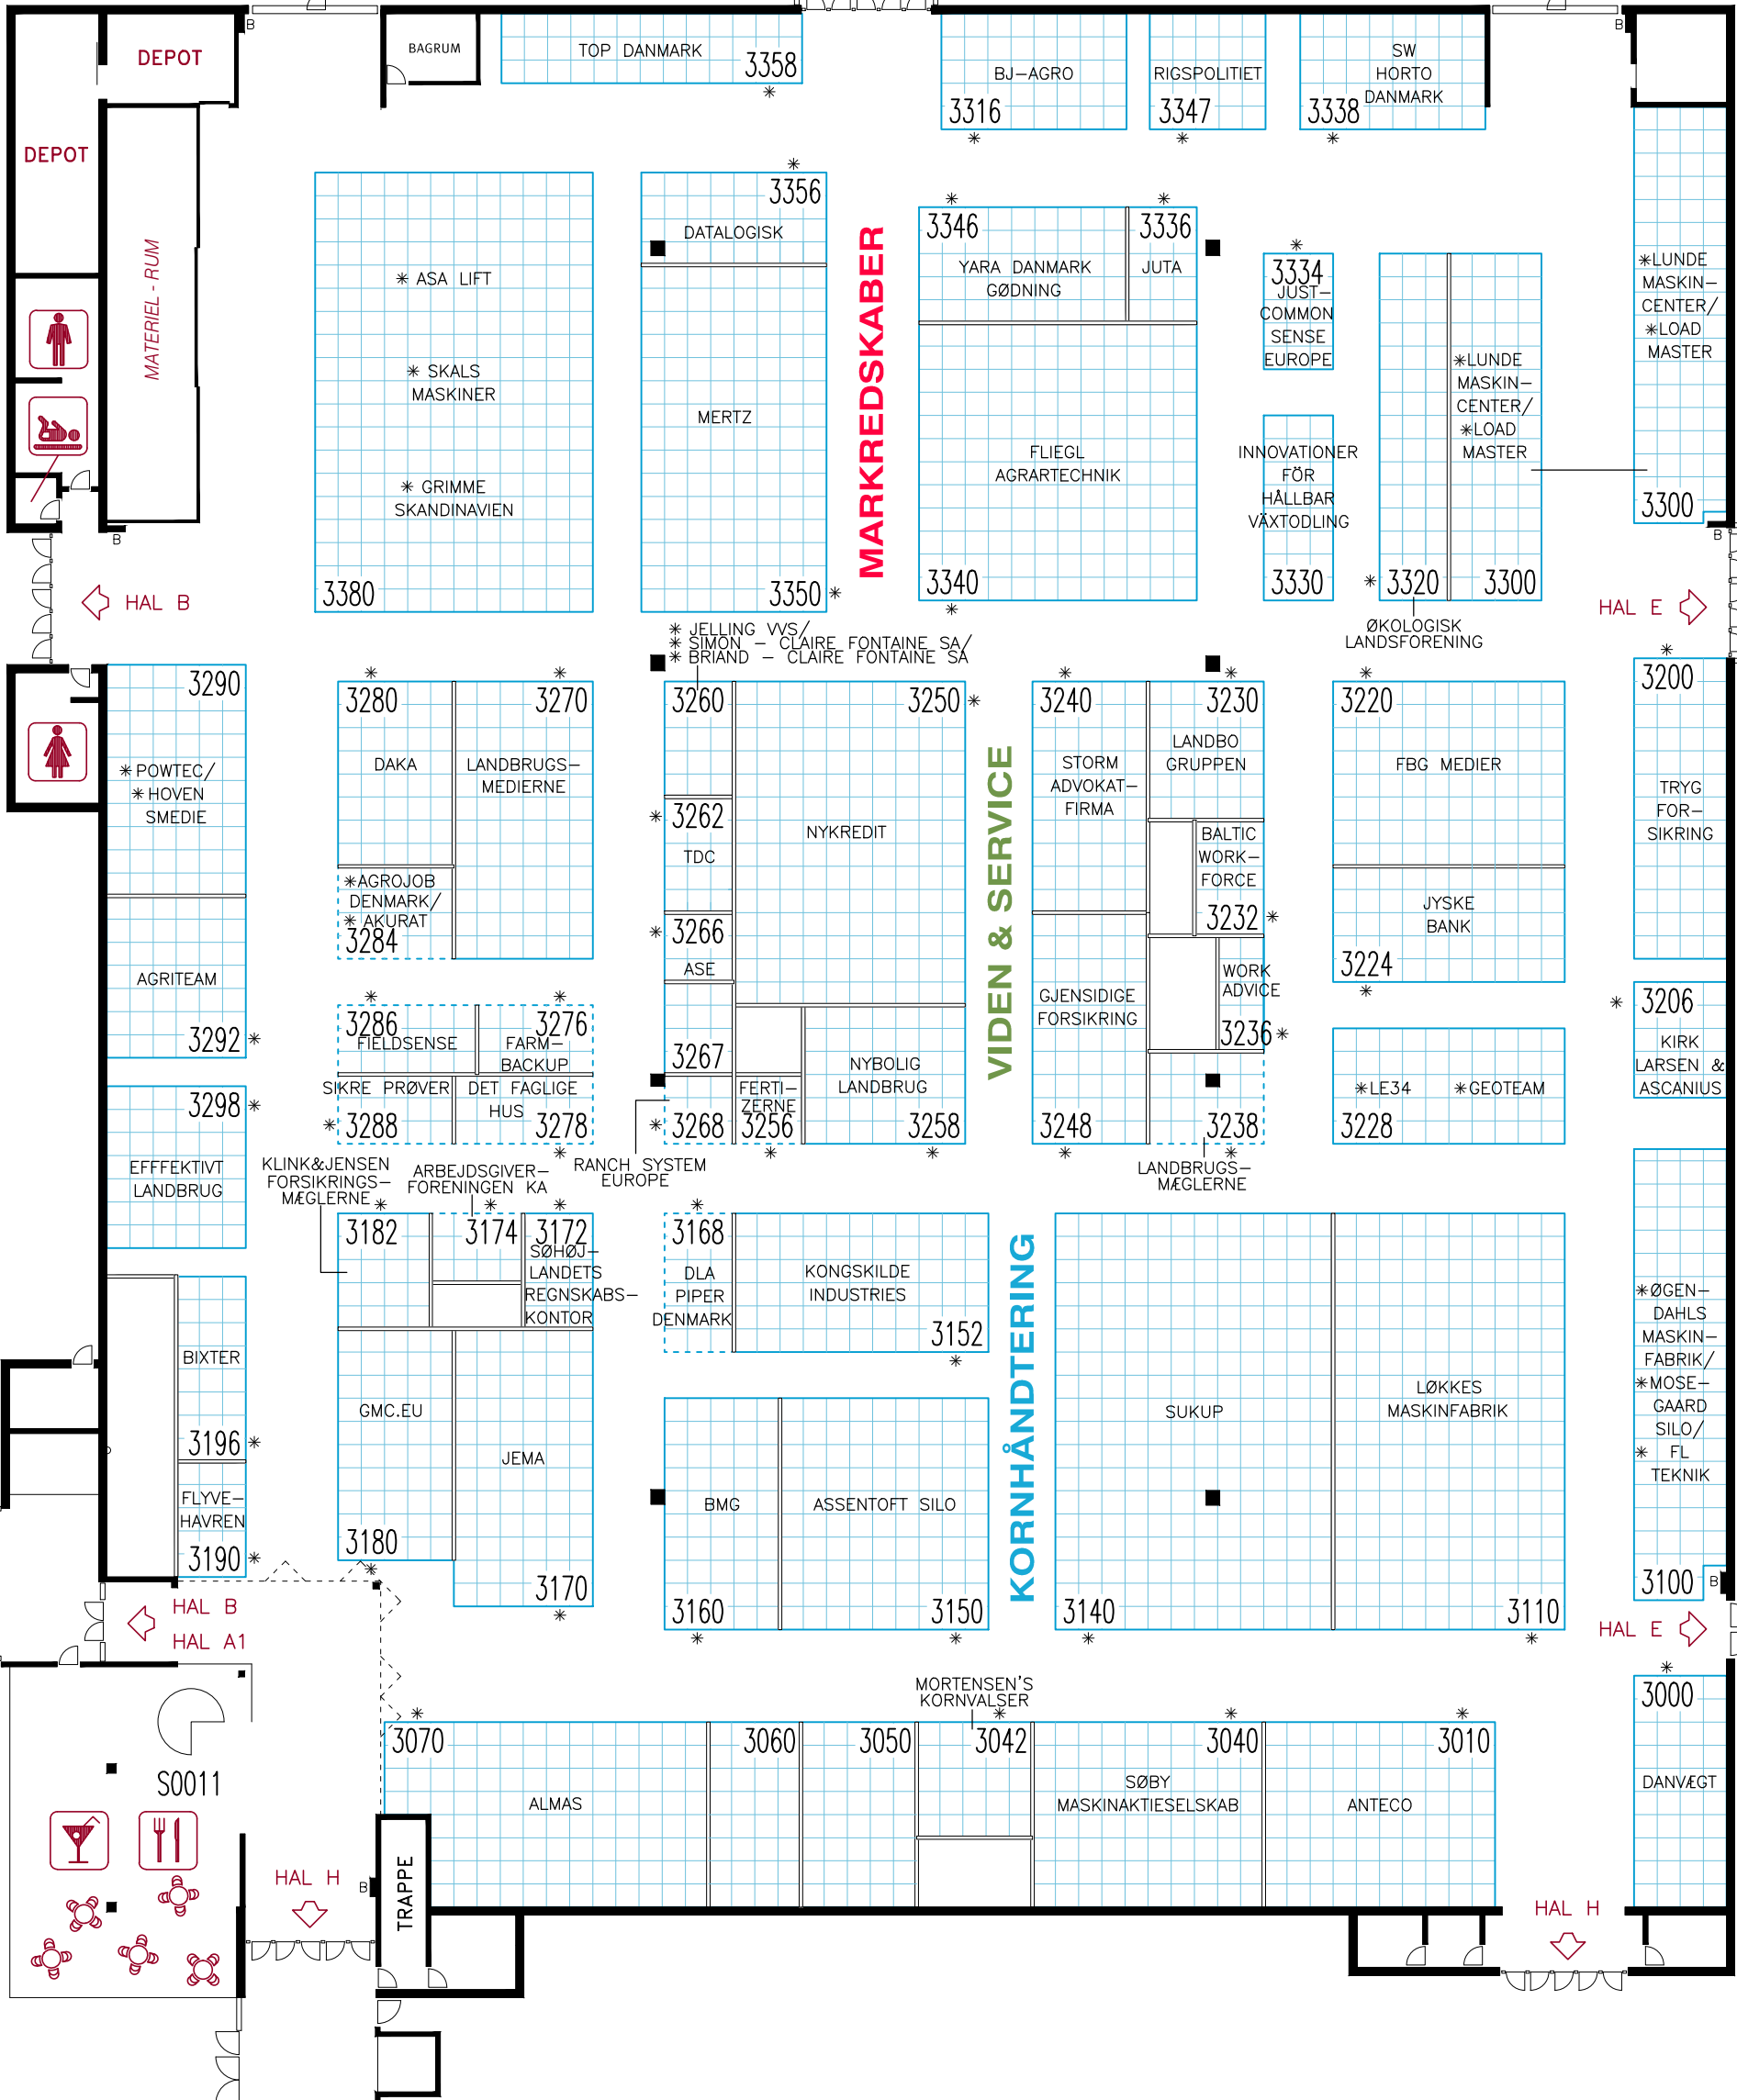 B
B
DEPOT
BAGRUM
TOP DANMARK
3358
BJ-AGRO
3316
RIGSPOLITIET
3347
SW
HORTO
DANMARK
3338
DEPOT
MATERIEL - RUM
* ASA LIFT
* SKALS
MASKINER
* GRIMME
SKANDINAVIEN
3380
3356
DATALOGISK
MERTZ
3350
MARKREDSKABER
3346
YARA DANMARK
GØDNING
3336
JUTA
FLIEGL
AGRARTECHNIK
3340
3334
JUST-
COMMON
SENSE
EUROPE
INNOVATIONER
FÖR
HÅLLBAR
VÄXTODLING
3330
3320
ØKOLOGISK
LANDSFORENING
*LUNDE
MASKIN-
CENTER/
*LOAD
MASTER
3300
*LUNDE
MASKIN-
CENTER/
*LOAD
MASTER
3300
B
B
HAL B
HAL E
* JELLING VVS/
* SIMON - CLAIRE FONTAINE SA/
* BRIAND - CLAIRE FONTAINE SA
3290
*POWTEC/
*HOVEN
SMEDIE
AGRITEAM
3292
3298
EFFFEKTIVT
LANDBRUG
3280
DAKA
3270
LANDBRUGS-
MEDIERNE
*AGROJOB
DENMARK/
* AKURAT
3284
3286
FIELDSENSE
3276
FARM-
BACKUP
SIKRE PRØVER
3288
DET FAGLIGE
HUS
3278
3260
3250
NYKREDIT
3262
TDC
3266
ASE
3267
3268
FERTI-
ZERNE
3256
NYBOLIG
LANDBRUG
3258
RANCH SYSTEM
EUROPE
VIDEN & SERVICE
3240
STORM
ADVOKAT-
FIRMA
3230
LANDBO
GRUPPEN
BALTIC
WORK-
FORCE
3232
WORK
ADVICE
3236
GJENSIDIGE
FORSIKRING
3248
3238
LANDBRUGS-
MÆGLERNE
3220
FBG MEDIER
JYSKE
BANK
3224
*LE34 *GEOTEAM
3228
3200
TRYG
FOR-
SIKRING
3206
KIRK
LARSEN &
ASCANIUS
KLINK&JENSEN
FORSIKRINGS-
MÆGLERNE
ARBEJDSGIVER-
FORENINGEN KA
3182
3174
3172
SØHØJ-
LANDETS
REGNSKABS-
KONTOR
BIXTER
3196
FLYVE-
HAVREN
3190
GMC.EU
3180
JEMA
3170
3168
DLA
PIPER
DENMARK
KONGSKILDE
INDUSTRIES
3152
BMG
3160
ASSENTOFT SILO
3150
KORNHÅNDTERING
SUKUP
3140
LØKKES
MASKINFABRIK
3110
*ØGEN-
DAHLS
MASKIN-
FABRIK/
*MOSE-
GAARD
SILO/
* FL
TEKNIK
3100
B
HAL B
HAL A1
HAL E
S0011
MORTENSEN'S
KORNVALSER
3070
ALMAS
3060
3050
3042
3040
SØBY
MASKINAKTIESELSKAB
3010
ANTECO
3000
DANVÆGT
HAL H
B
TRAPPE
HAL H